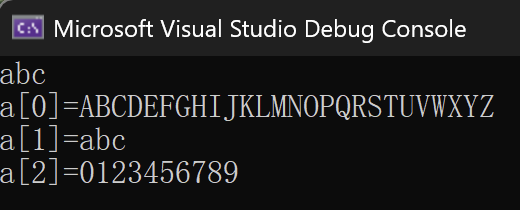 Microsoft Visual Studio Debug Console
abc
a[0]=ABCDEFGHIJKLMNOPQRSTUVWXYZ
a[1]=abc
a[2]=0123456789